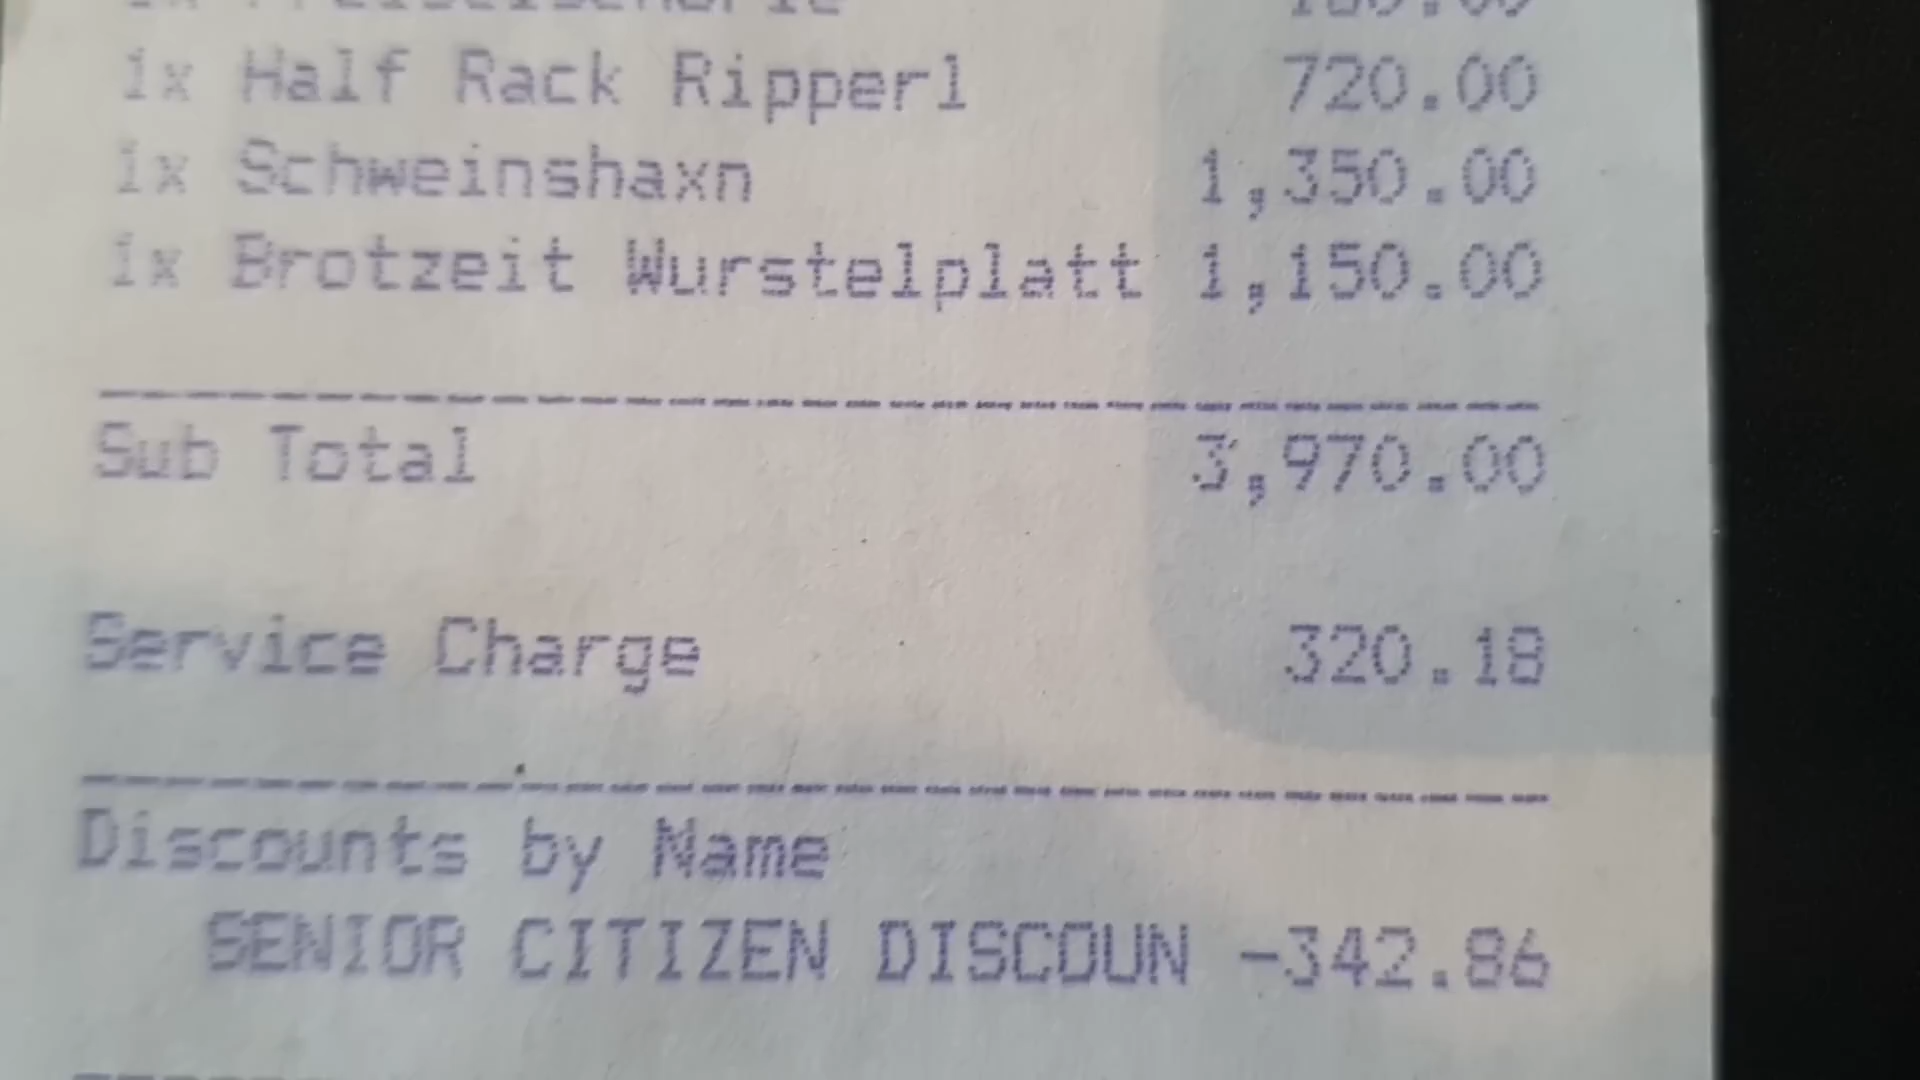 1x Half Rack Ripperl 720.00
1x Schweinshaxn 1,350.00
1x Brotzeit Wurstelplatt 1,150.00
Sub Total 3,970.00
Service Charge 320.18
Discounts by Name
SENIOR CITIZEN DISCOUN -342.86